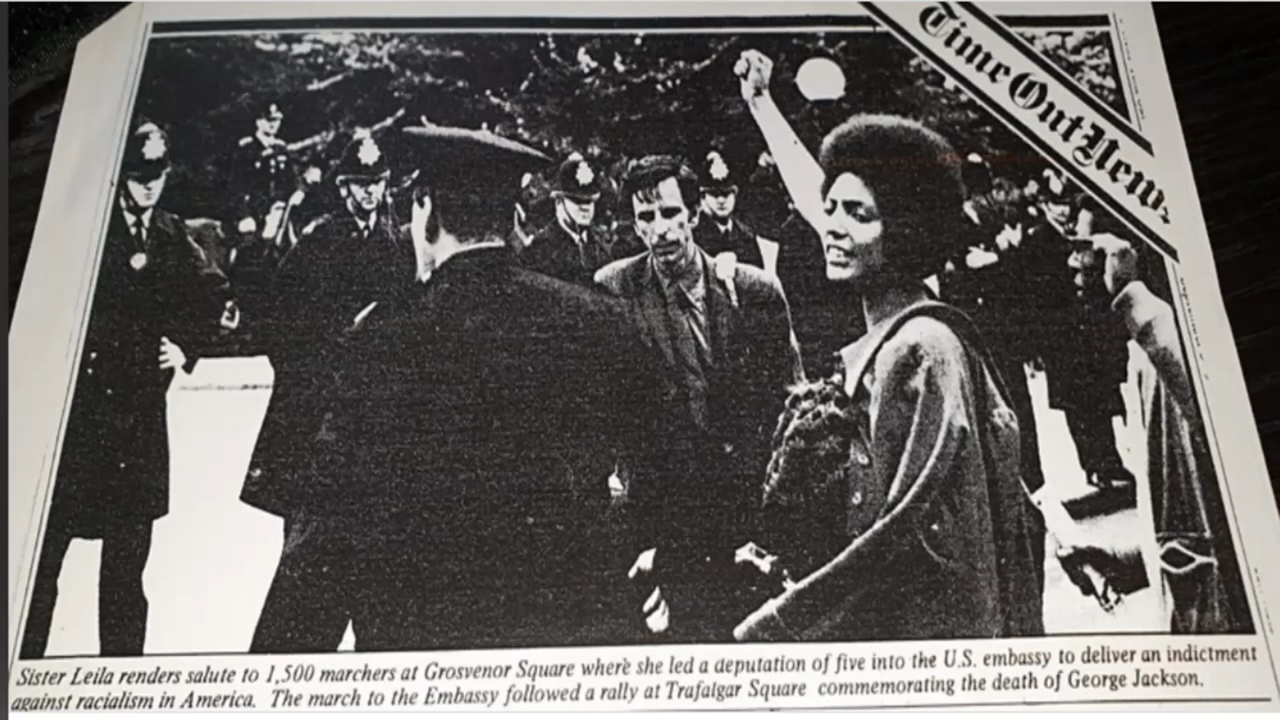 Time Out News
Sister Leila renders salute to 1,500 marchers at Grosvenor Square where she led a deputation of five into the U.S. embassy to deliver an indictment
against racialism in America. The march to the Embassy followed a rally at Trafalgar Square commemorating the death of George Jackson.